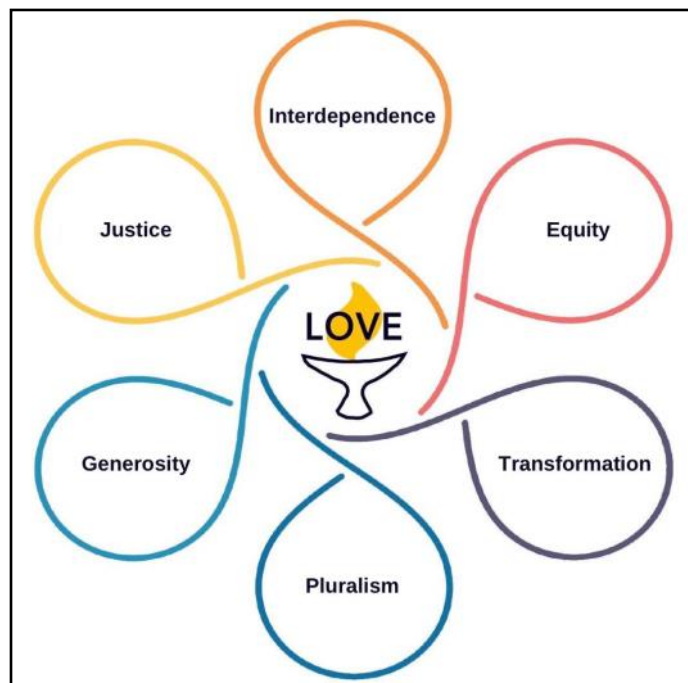 Interdependence
Justice
Equity
LOVE
Generosity
Transformation
Pluralism